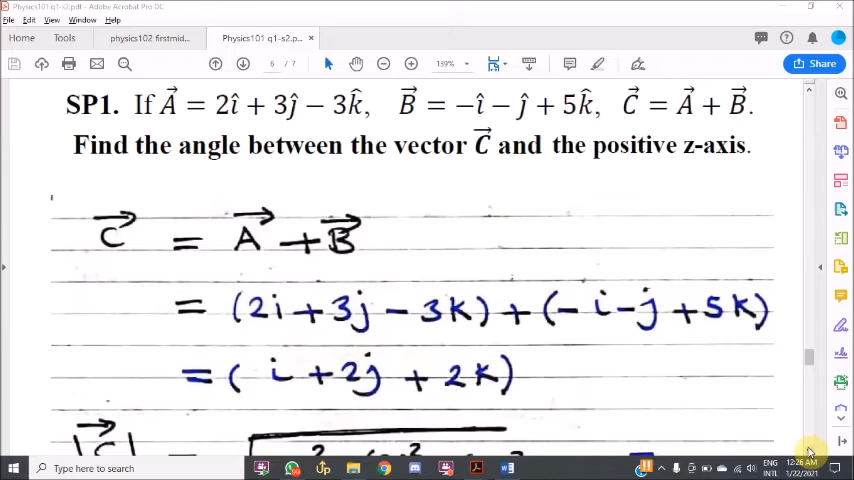 Physics101 q1-s2.pdf - Adobe Acrobat Pro DC
File Edit View Window Help
Home Tools physics102 firstmid... Physics101 q1-s2.p... ×
6 / 7 139% Share
SP1. If A⃗ = 2î + 3ĵ − 3k̂, B⃗ = −î − ĵ + 5k̂, C⃗ = A⃗ + B⃗.
Find the angle between the vector C⃗ and the positive z-axis.
C⃗ = A⃗ + B⃗
= (2i + 3j − 3k) + (− i − j + 5k)
= ( i + 2j + 2k)
|C⃗| =
Type here to search ENG 12:26 AM
INTL 1/22/2021